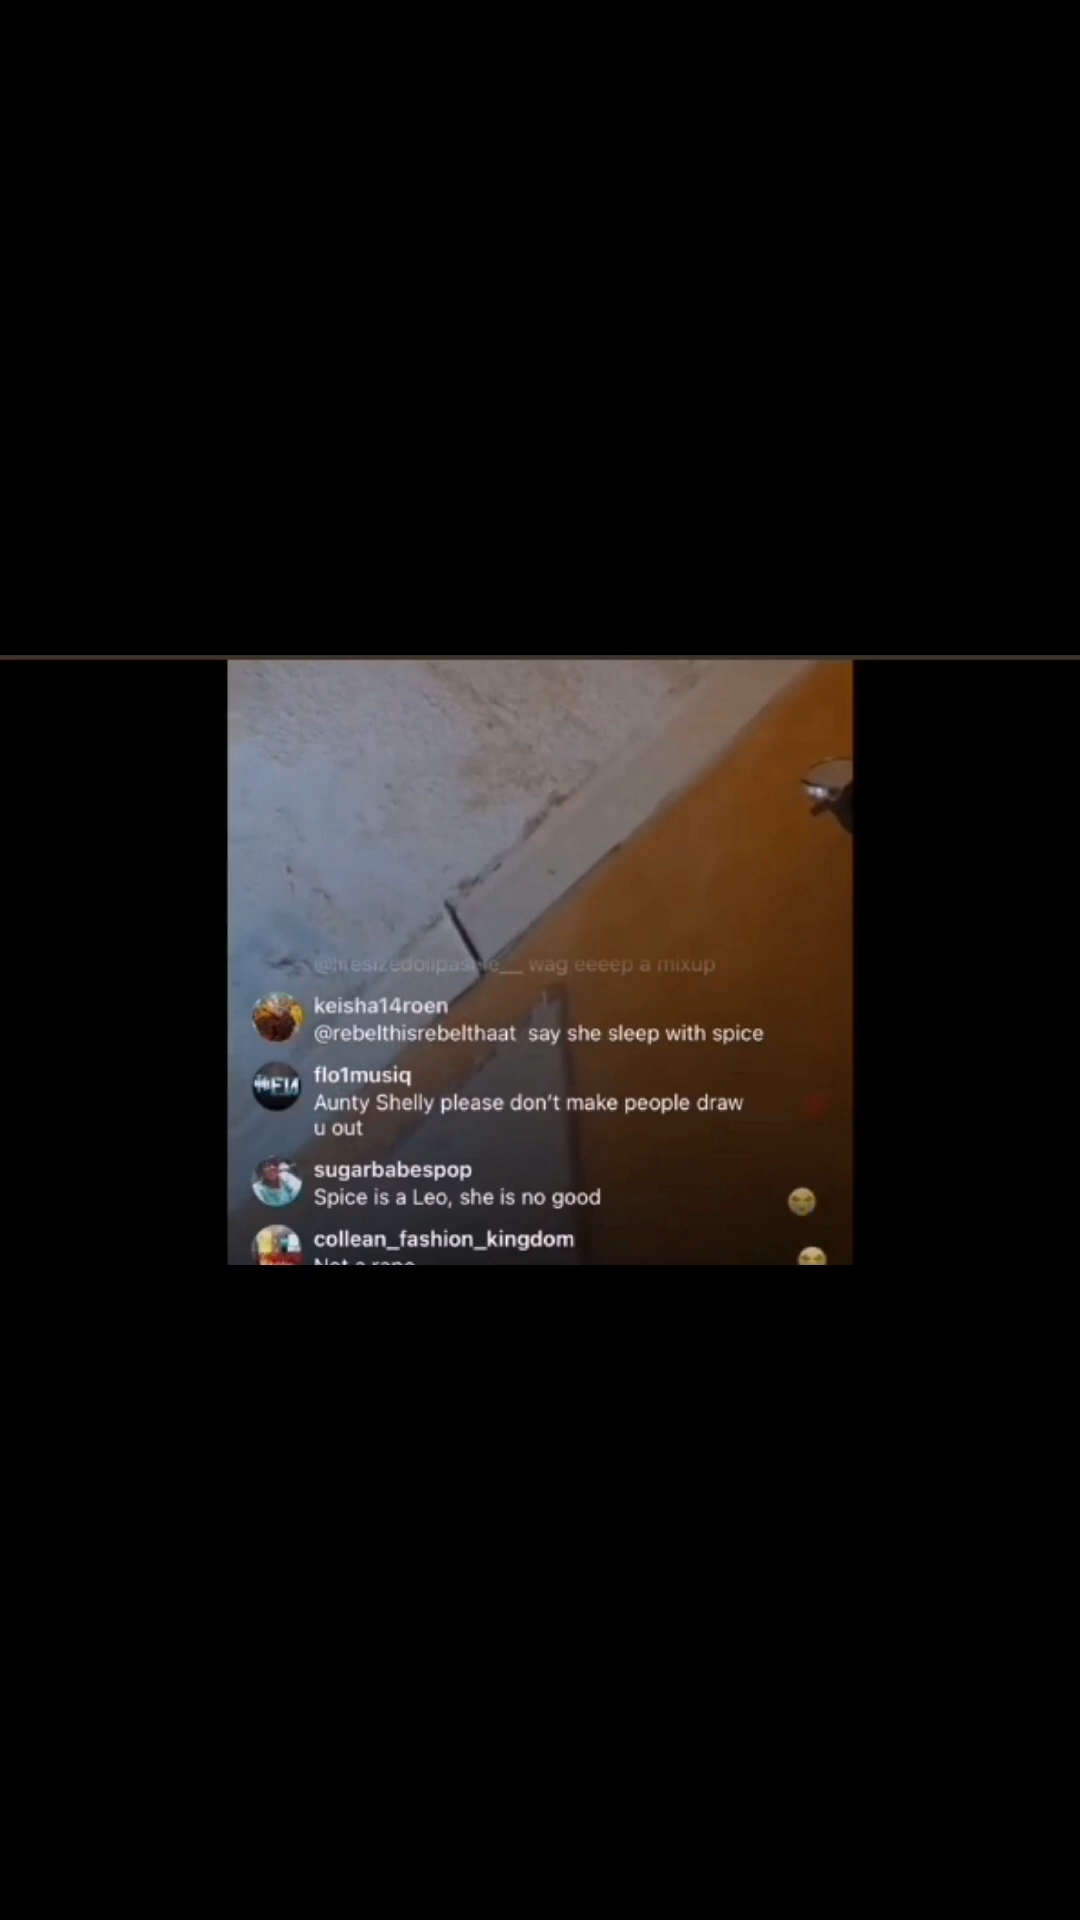 wag eeeep a mixup
keisha14roen
@rebelthisrebelthaat say she sleep with spice
flo1musiq
Aunty Shelly please don’t make people draw
u out
sugarbabespop
Spice is a Leo, she is no good
collean_fashion_kingdom